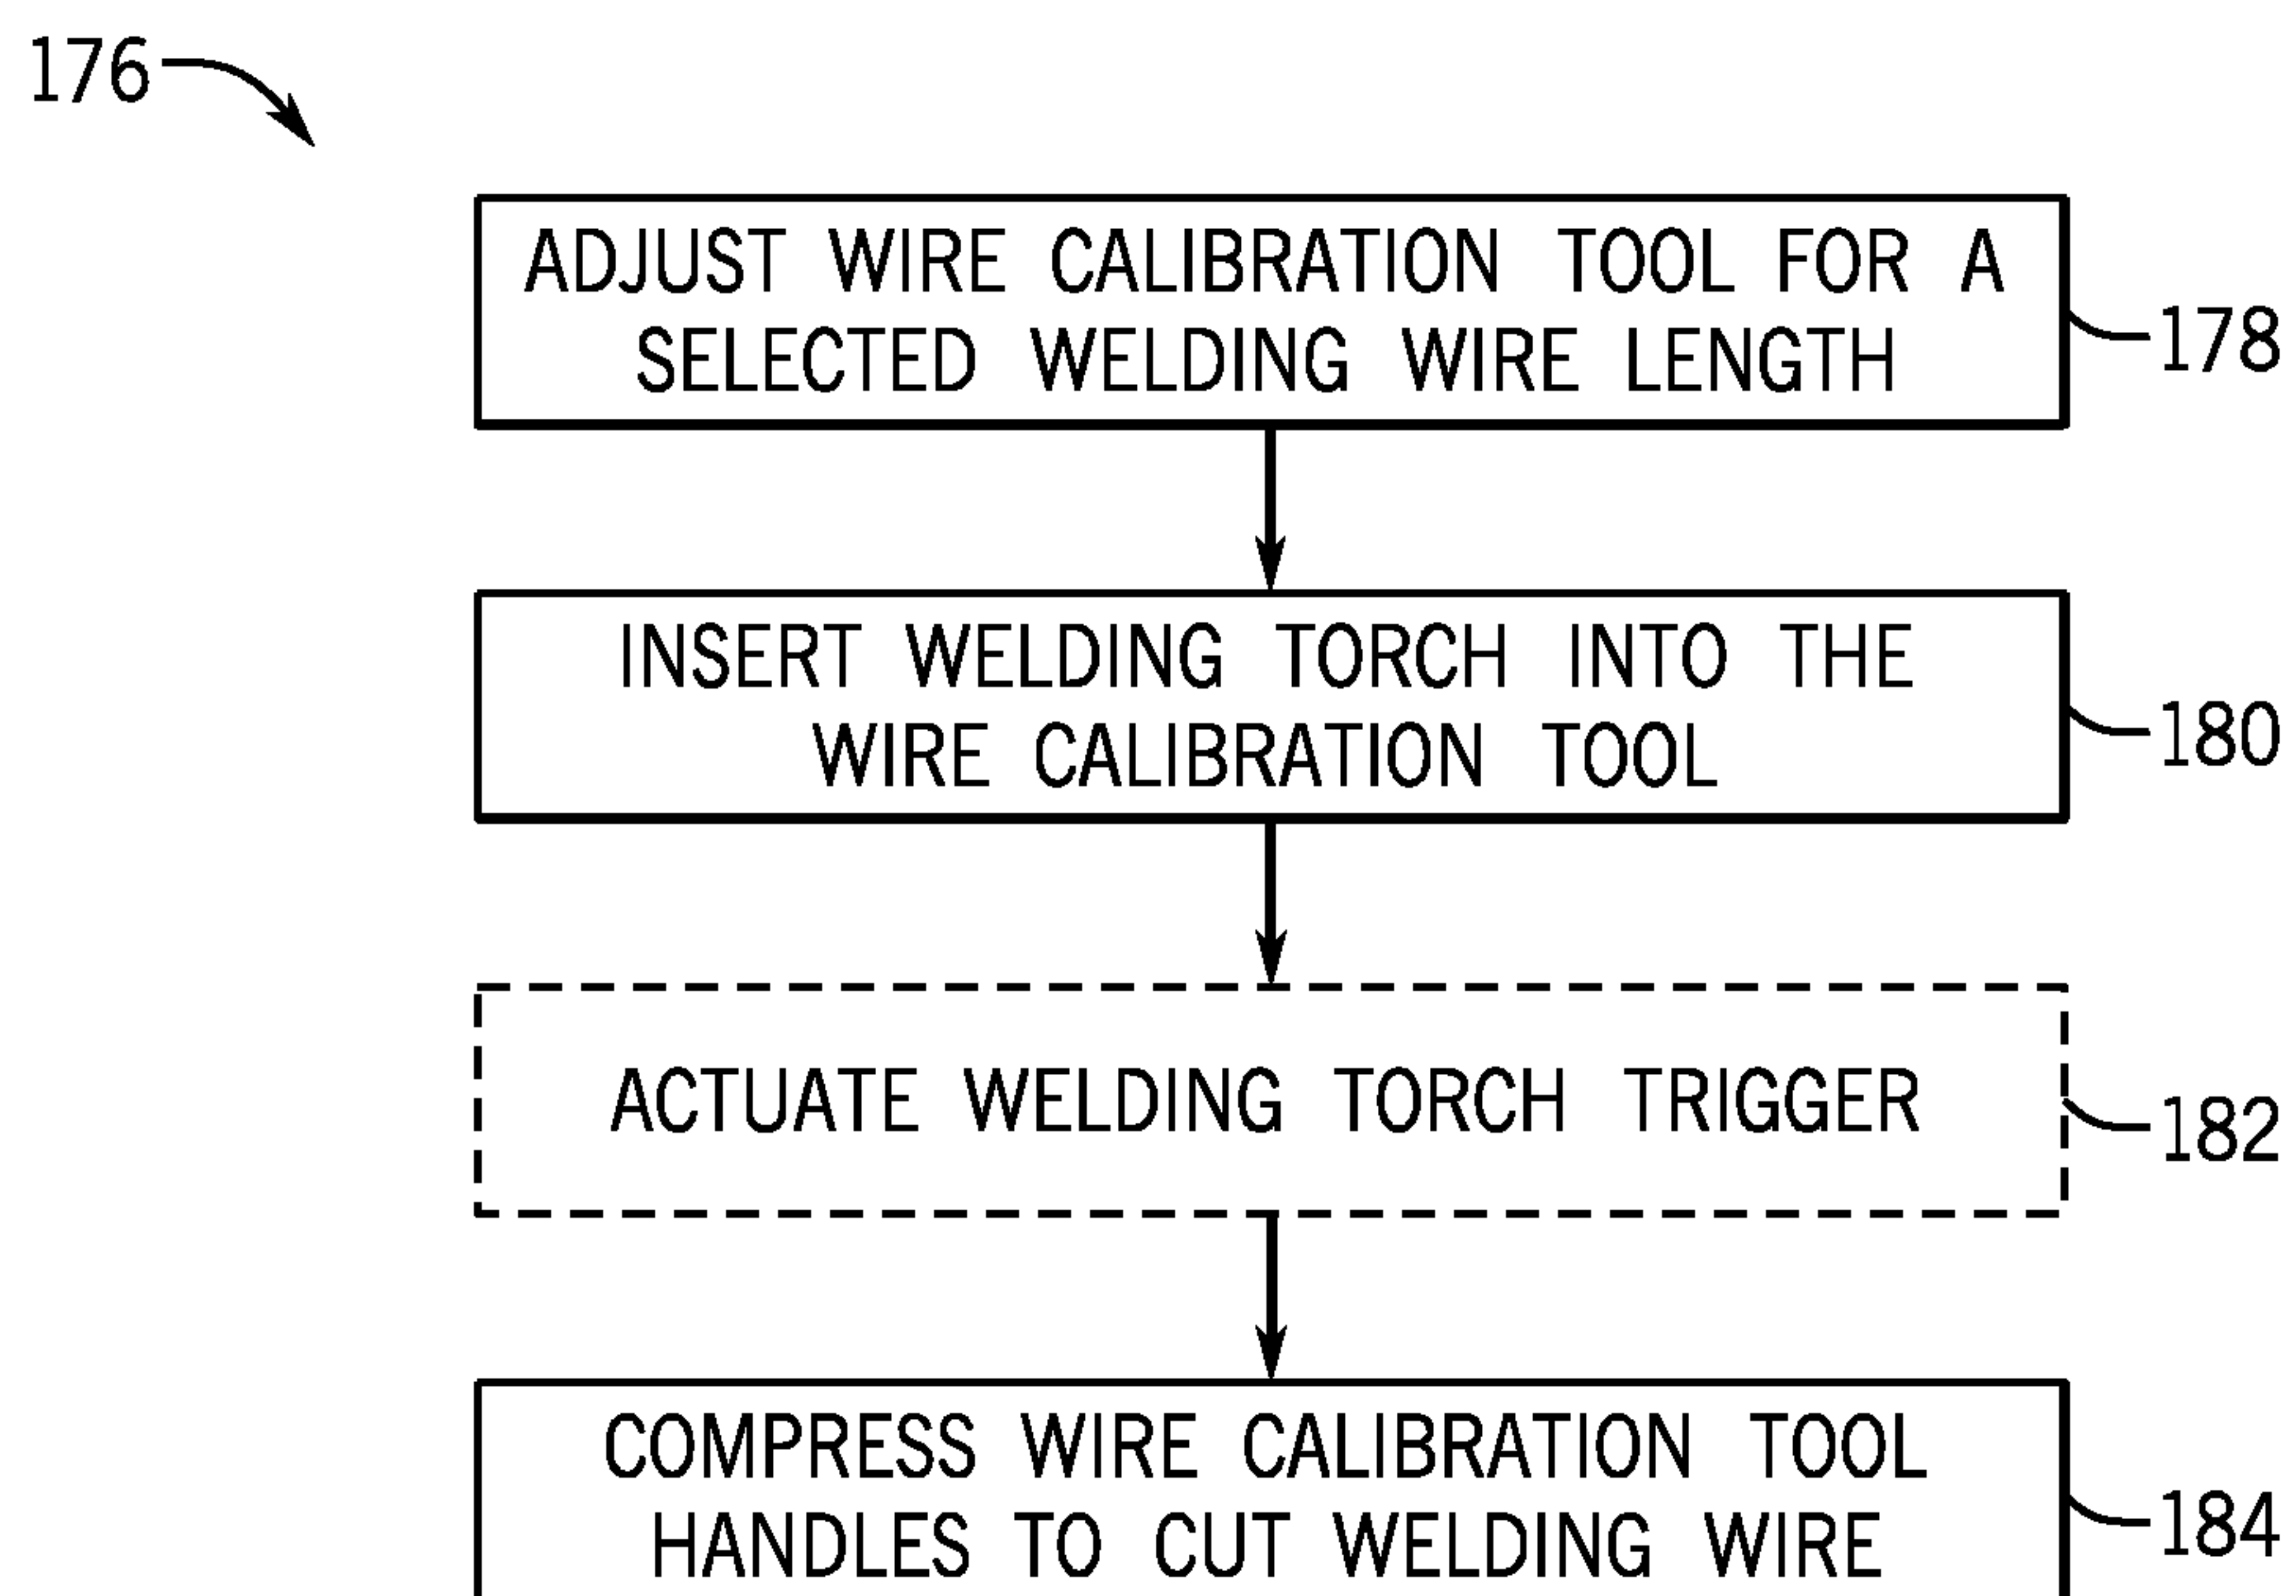 176
ADJUST WIRE CALIBRATION TOOL FOR A
SELECTED WELDING WIRE LENGTH
178
INSERT WELDING TORCH INTO THE
WIRE CALIBRATION TOOL
180
ACTUATE WELDING TORCH TRIGGER
182
COMPRESS WIRE CALIBRATION TOOL
HANDLES TO CUT WELDING WIRE
184